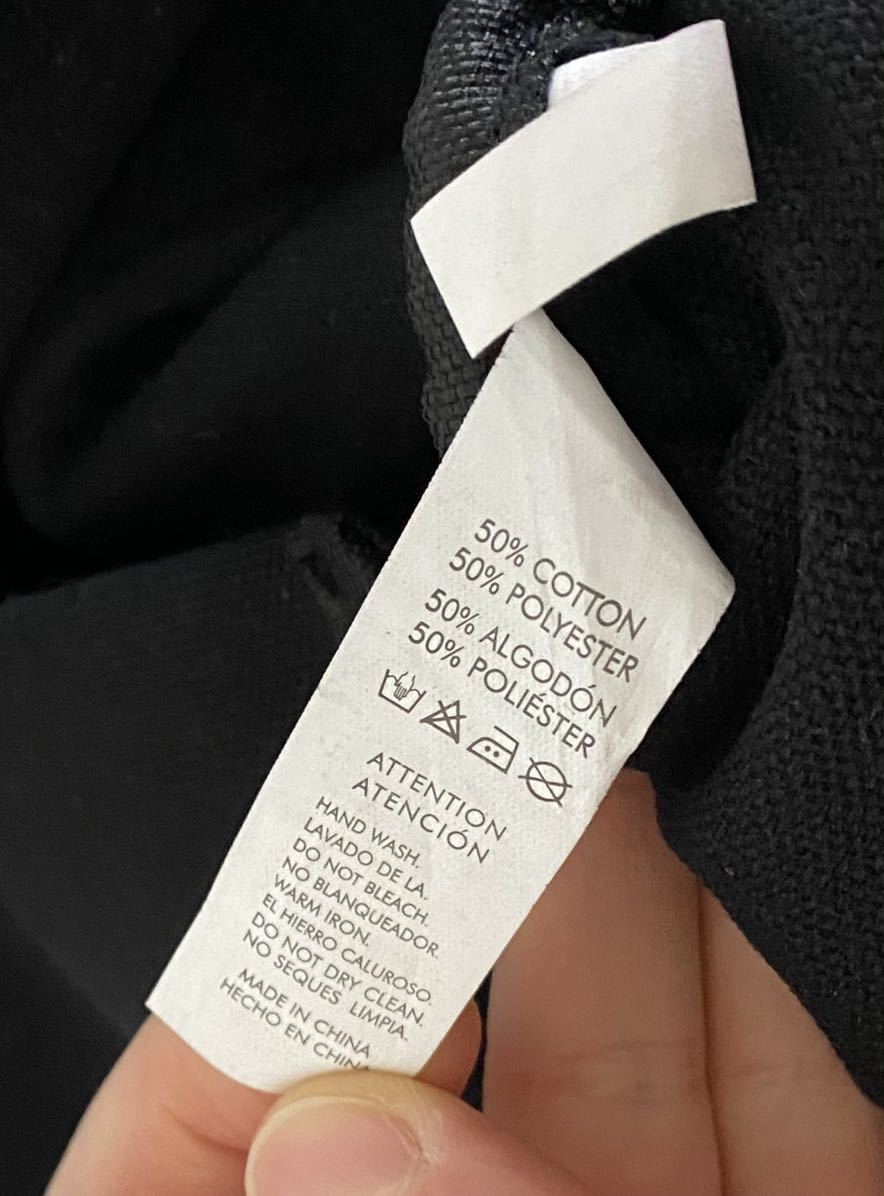 50% COTTON
50% POLYESTER
50% ALGODÓN
50% POLIÉSTER
ATTENTION
ATENCIÓN
HAND WASH.
LAVADO DE LA.
DO NOT BLEACH.
NO BLANQUEADOR.
WARM IRON.
EL HIERRO CALUROSO.
DO NOT DRY CLEAN.
NO SEQUES LIMPIA.
MADE IN CHINA
HECHO EN CHINA